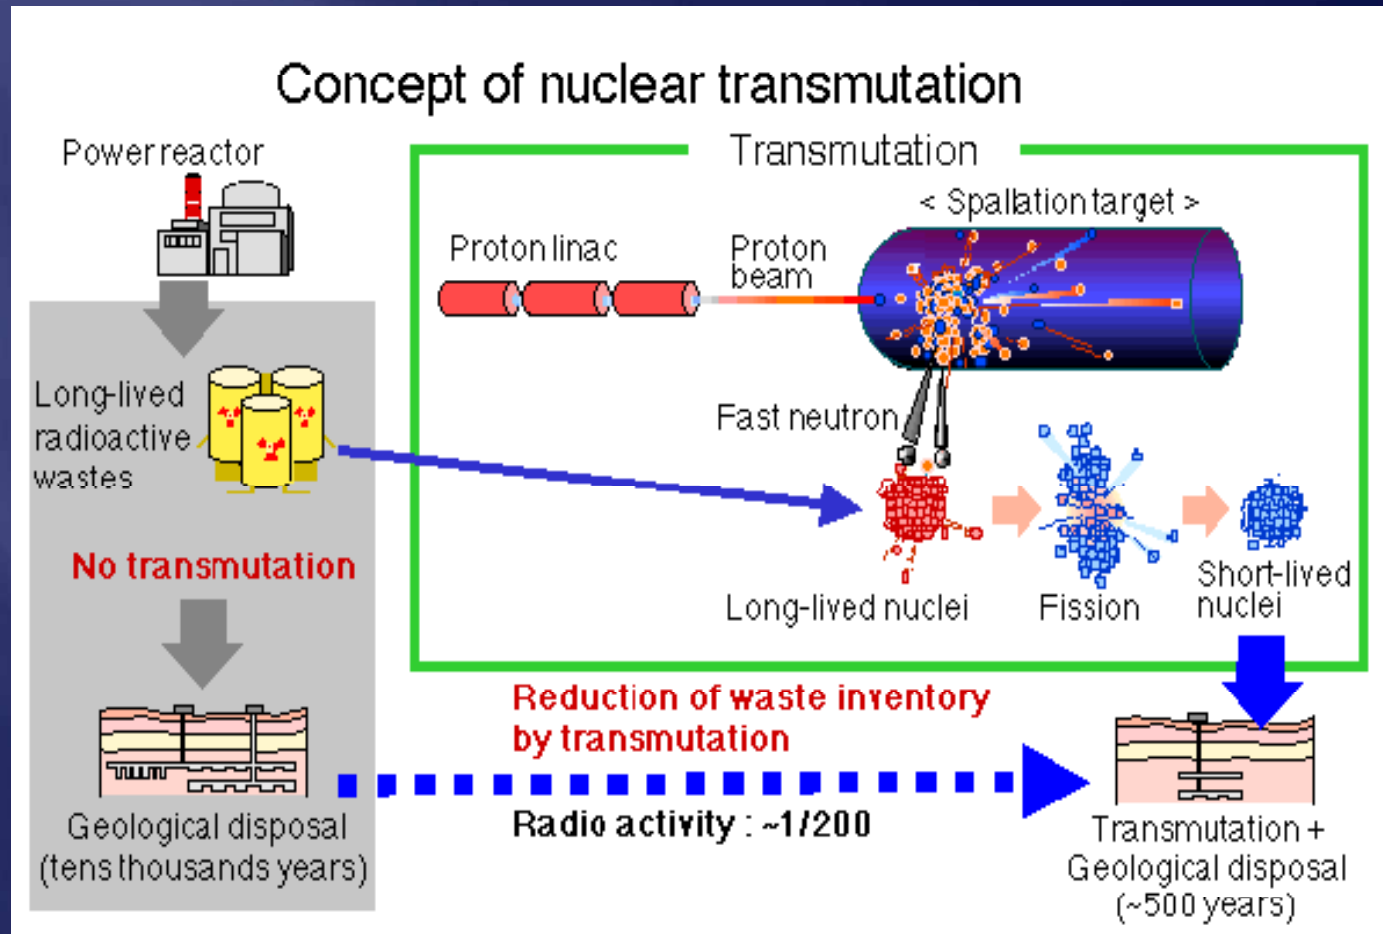 Concept of nuclear transmutation
Power reactor
Transmutation
< Spallation target >
Proton linac
Proton
beam
Long-lived
radioactive
wastes
Fast neutron
No transmutation
Long-lived nuclei
Fission
Short-lived
nuclei
Reduction of waste inventory
by transmutation
Radio activity : ~1/200
Geological disposal
(tens thousands years)
Transmutation +
Geological disposal
(~500 years)